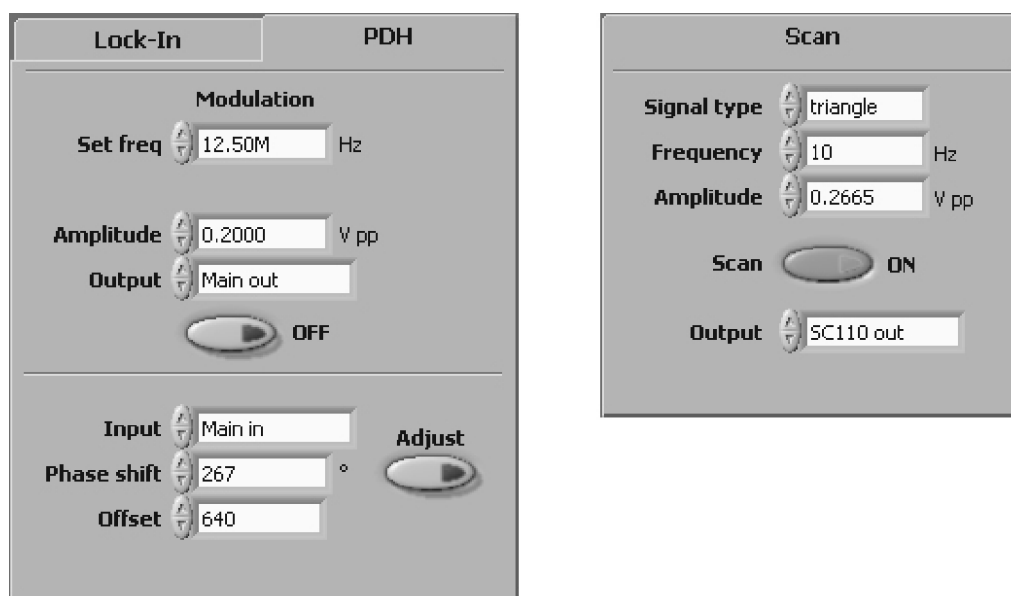 Lock-In PDH
Modulation
Set freq 12.50M Hz
Amplitude 0.2000 V pp
Output Main out
OFF
Input Main in
Adjust
Phase shift 267 °
Offset 640
Scan
Signal type triangle
Frequency 10 Hz
Amplitude 0.2665 V pp
Scan ON
Output SC110 out